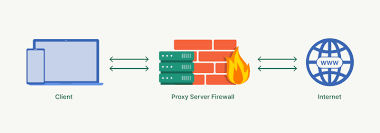 WWW
Client
Proxy Server Firewall
Internet